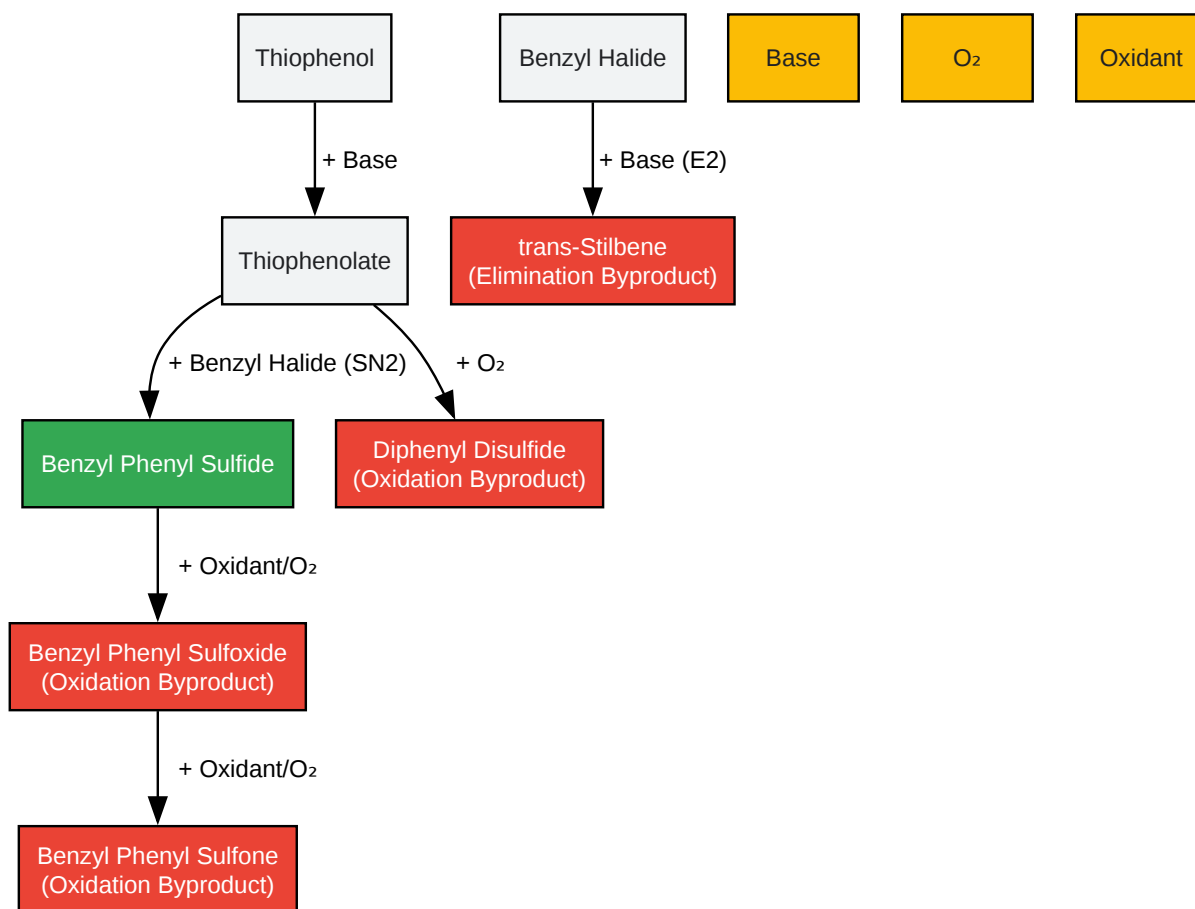 Thiophenol
Benzyl Halide
Base
O₂
Oxidant
+ Base
+ Base (E2)
Thiophenolate
trans-Stilbene
(Elimination Byproduct)
+ Benzyl Halide (SN2)
+ O₂
Benzyl Phenyl Sulfide
Diphenyl Disulfide
(Oxidation Byproduct)
+ Oxidant/O₂
Benzyl Phenyl Sulfoxide
(Oxidation Byproduct)
+ Oxidant/O₂
Benzyl Phenyl Sulfone
(Oxidation Byproduct)